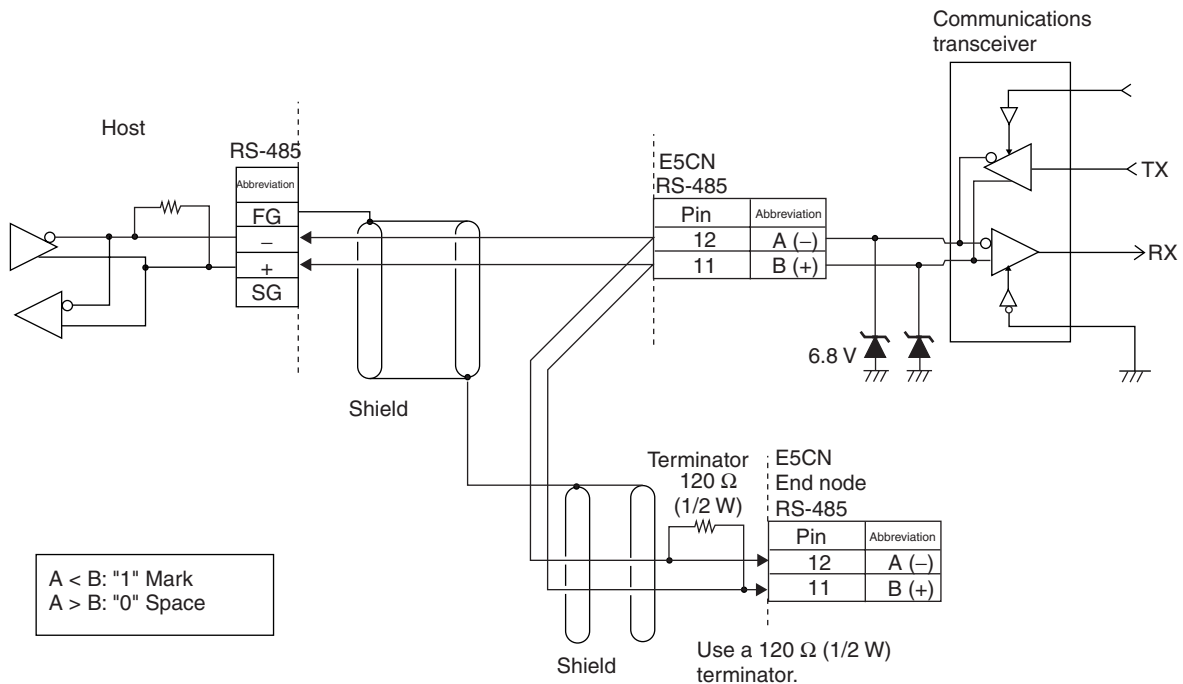 Communications
transceiver
Host
RS-485
Abbreviation
FG
−
+
SG
Shield
E5CN
RS-485
Pin Abbreviation
12 A (−)
11 B (+)
TX
RX
6.8 V
Terminator
120 Ω
(1/2 W)
E5CN
End node
RS-485
Pin Abbreviation
12 A (−)
11 B (+)
A < B: "1" Mark
A > B: "0" Space
Shield
Use a 120 Ω (1/2 W)
terminator.